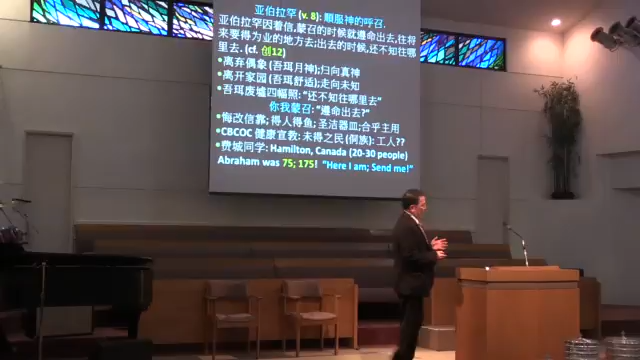 亚伯拉罕 (v. 8): 顺服神的呼召.
亚伯拉罕因着信,蒙召的时候就遵命出去,往将
来要得为业的地方去;出去的时候,还不知往哪
里去. (cf. 创12)
•离弃偶像 (吾珥月神);归向真神
•离开家园 (吾珥舒适);走向未知
•吾珥废墟四幅照: “还不知往哪里去”
你我蒙召: “遵命出去?”
•悔改信靠; 得人得鱼; 圣洁器皿;合乎主用
•CBCOC 健康宣教: 未得之民 (侗族): 工人??
•费城同学: Hamilton, Canada (20-30 people)
Abraham was 75; 175! “Here I am; Send me!”